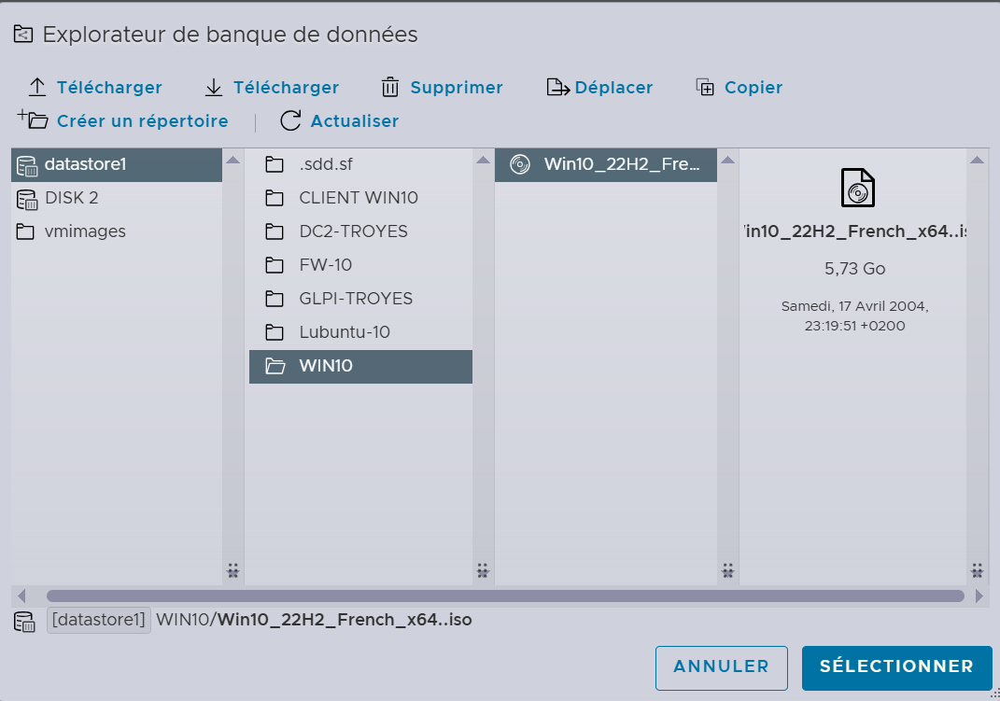 Explorateur de banque de données
Télécharger Télécharger Supprimer Déplacer Copier
Créer un répertoire Actualiser
datastore1
DISK 2
vmimages
.sdd.sf
CLIENT WIN10
DC2-TROYES
FW-10
GLPI-TROYES
Lubuntu-10
WIN10
Win10_22H2_Fre...
in10_22H2_French_x64..is
5,73 Go
Samedi, 17 Avril 2004,
23:19:51 +0200
[datastore1] WIN10/Win10_22H2_French_x64..iso
ANNULER SÉLECTIONNER